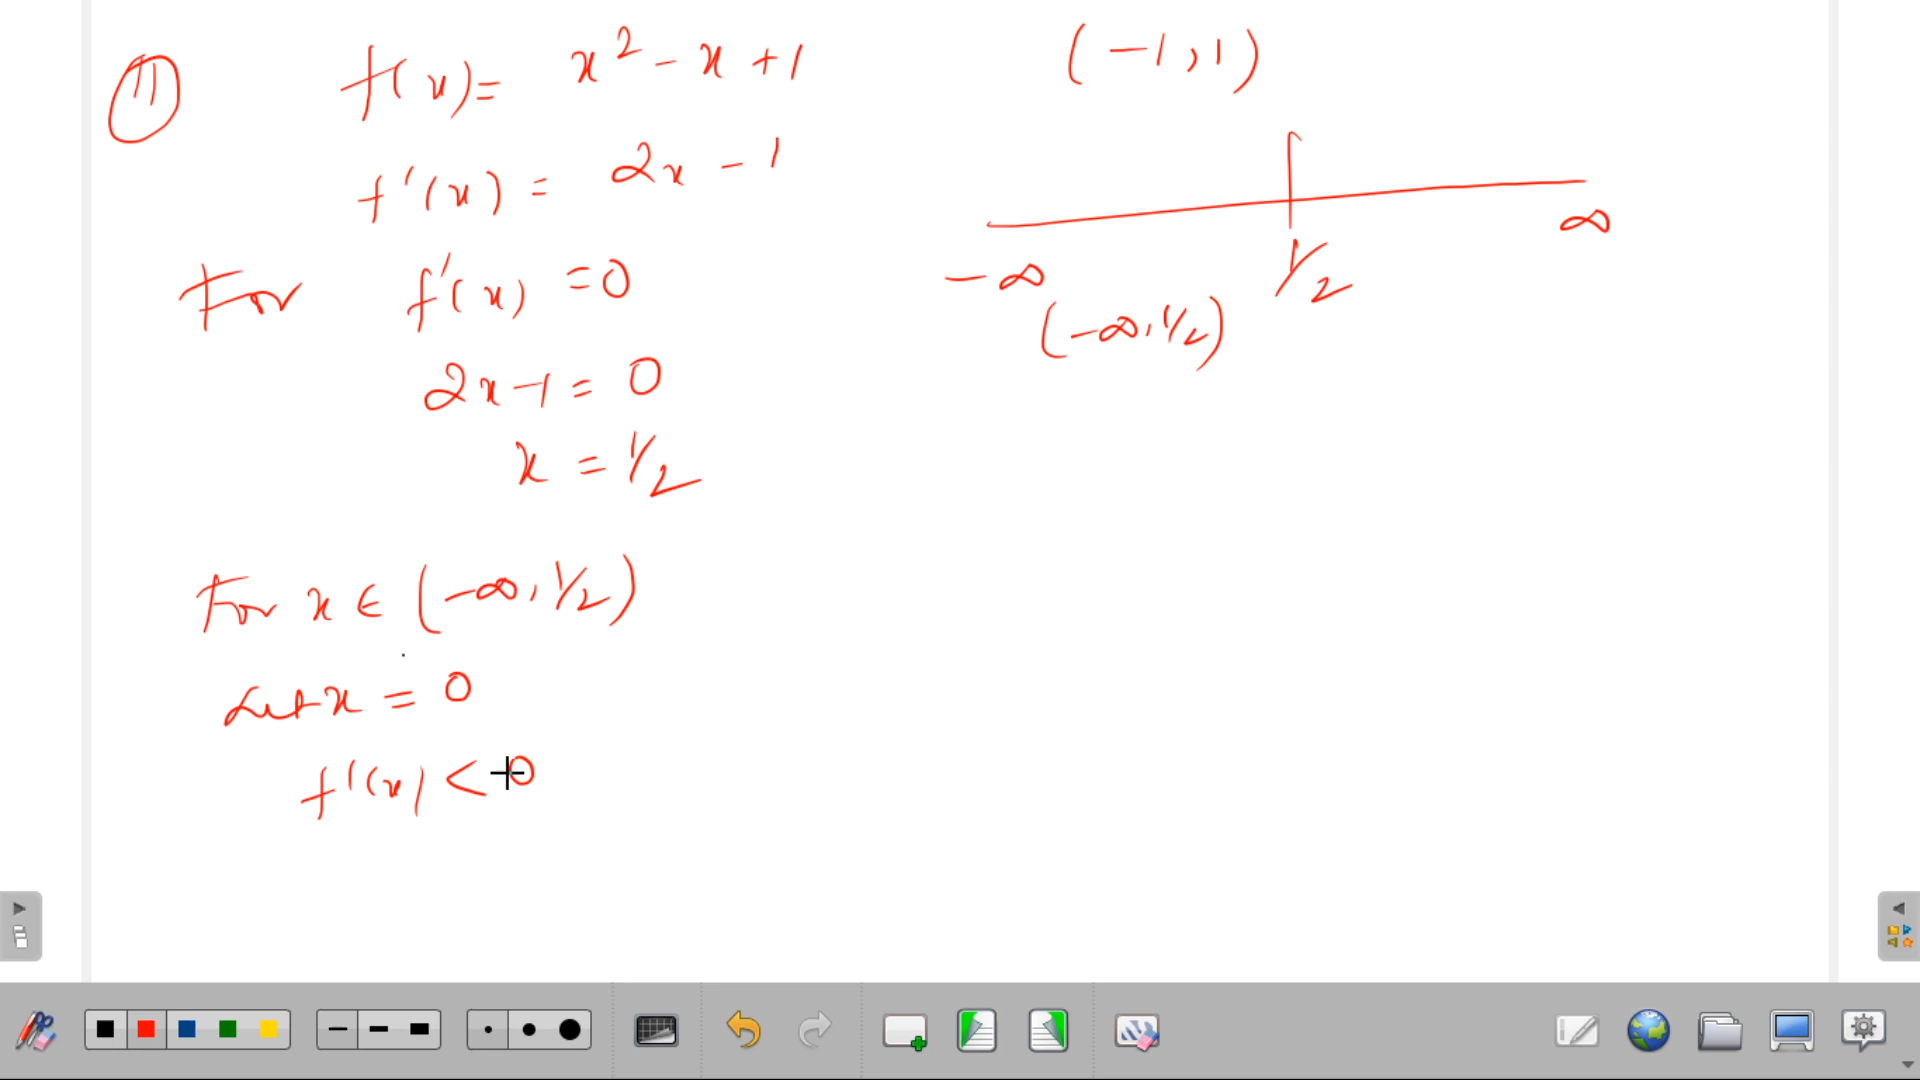 11
f(x) = x² - x + 1
f'(x) = 2x - 1
For f'(x) = 0
2x - 1 = 0
x = 1/2
For x ∈ (-∞, 1/2)
Let x = 0
f'(x) < 0
(-1, 1)
-∞ 1/2 ∞
(-∞, 1/2)